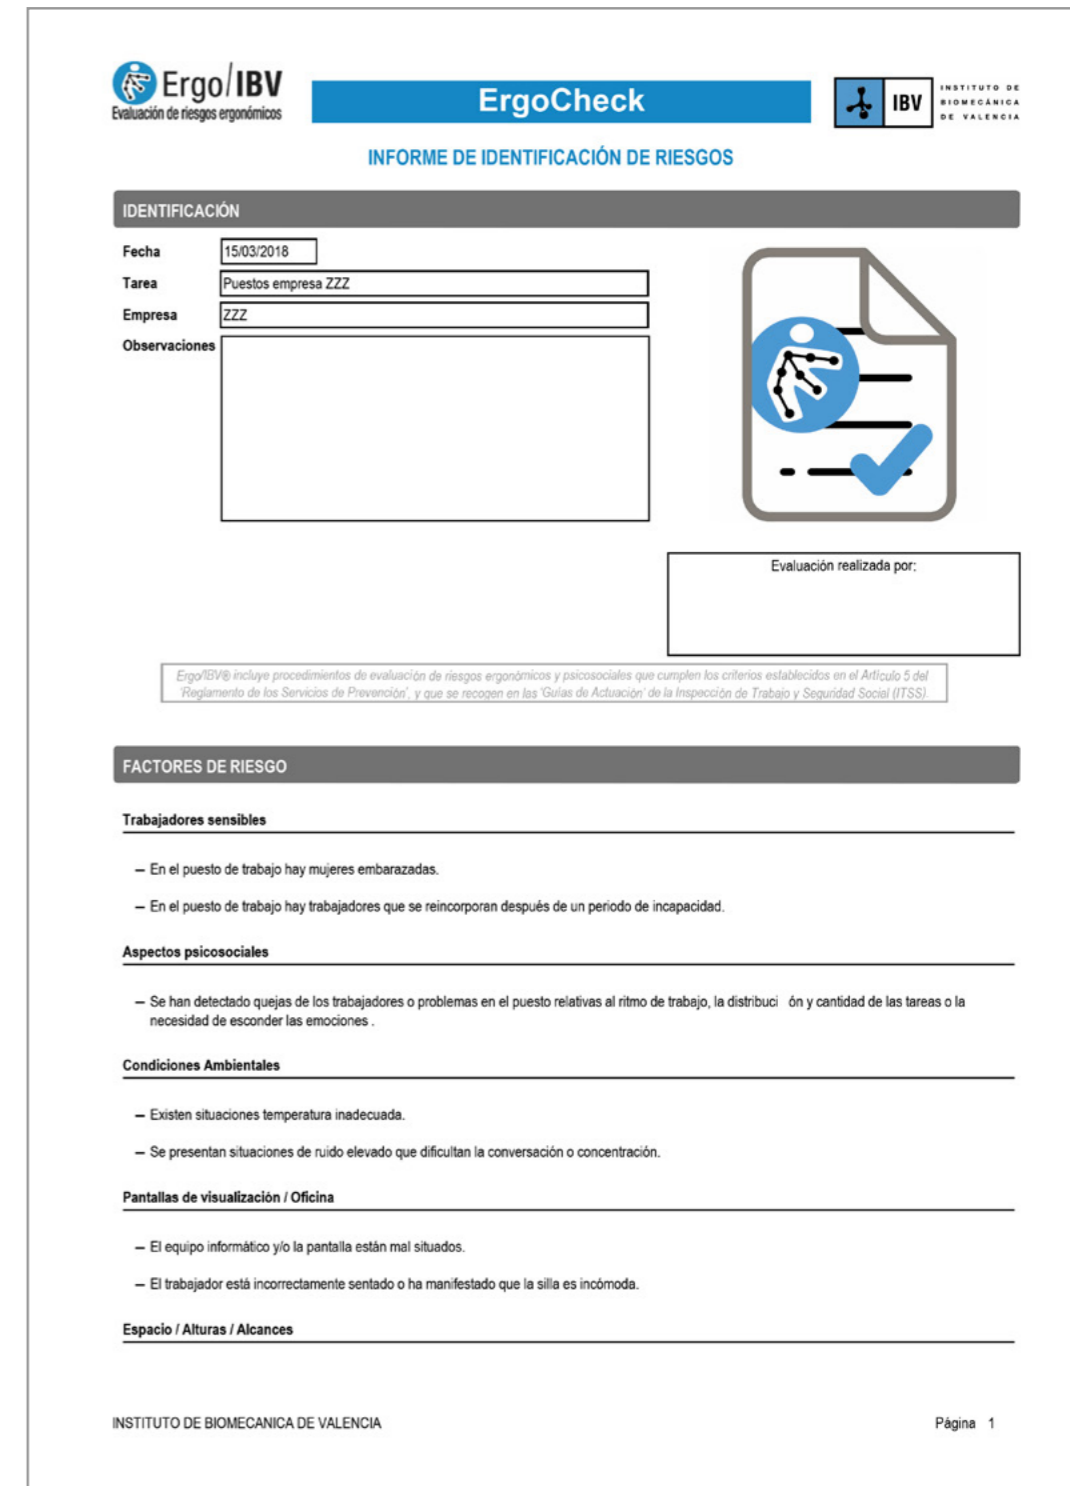 Ergo/IBV
Evaluación de riesgos ergonómicos
ErgoCheck
IBV
INSTITUTO DE
BIOMECÁNICA
DE VALENCIA
INFORME DE IDENTIFICACIÓN DE RIESGOS
IDENTIFICACIÓN
Fecha 15/03/2018
Tarea Puestos empresa ZZZ
Empresa ZZZ
Observaciones
Evaluación realizada por:
Ergo/IBV® incluye procedimientos de evaluación de riesgos ergonómicos y psicosociales que cumplen los criterios establecidos en el Artículo 5 del
'Reglamento de los Servicios de Prevención', y que se recogen en las 'Guías de Actuación' de la Inspección de Trabajo y Seguridad Social (ITSS).
FACTORES DE RIESGO
Trabajadores sensibles
– En el puesto de trabajo hay mujeres embarazadas.
– En el puesto de trabajo hay trabajadores que se reincorporan después de un periodo de incapacidad.
Aspectos psicosociales
– Se han detectado quejas de los trabajadores o problemas en el puesto relativas al ritmo de trabajo, la distribuci ón y cantidad de las tareas o la
necesidad de esconder las emociones .
Condiciones Ambientales
– Existen situaciones temperatura inadecuada.
– Se presentan situaciones de ruido elevado que dificultan la conversación o concentración.
Pantallas de visualización / Oficina
– El equipo informático y/o la pantalla están mal situados.
– El trabajador está incorrectamente sentado o ha manifestado que la silla es incómoda.
Espacio / Alturas / Alcances
INSTITUTO DE BIOMECANICA DE VALENCIA
Página 1